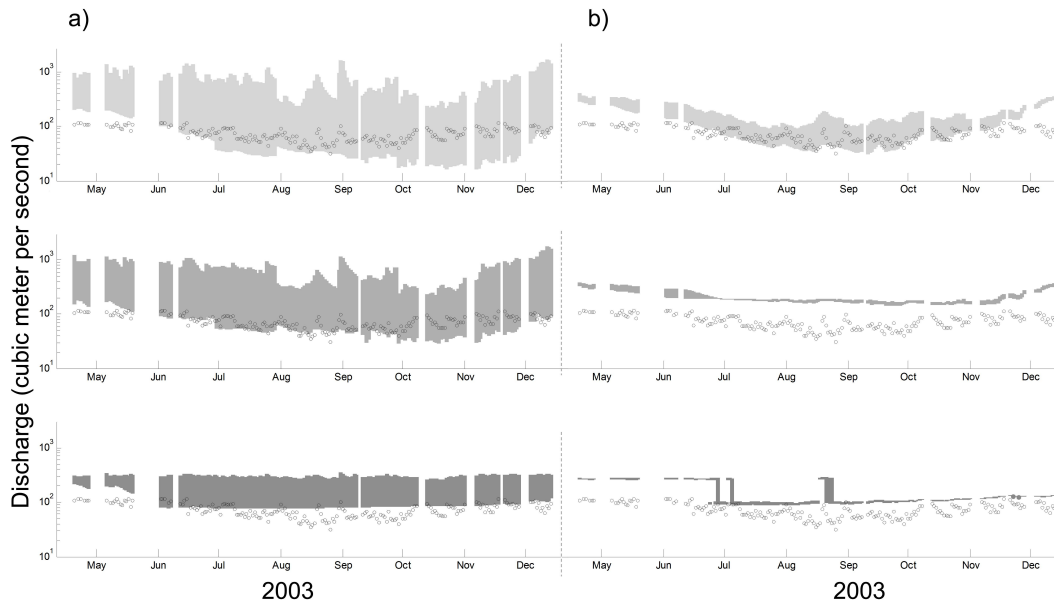 a) b)
Discharge (cubic meter per second)
10³
10²
10¹
May Jun Jul Aug Sep Oct Nov Dec May Jun Jul Aug Sep Oct Nov Dec
10³
10²
10¹
May Jun Jul Aug Sep Oct Nov Dec May Jun Jul Aug Sep Oct Nov Dec
10³
10²
10¹
May Jun Jul Aug Sep Oct Nov Dec May Jun Jul Aug Sep Oct Nov Dec
2003 2003